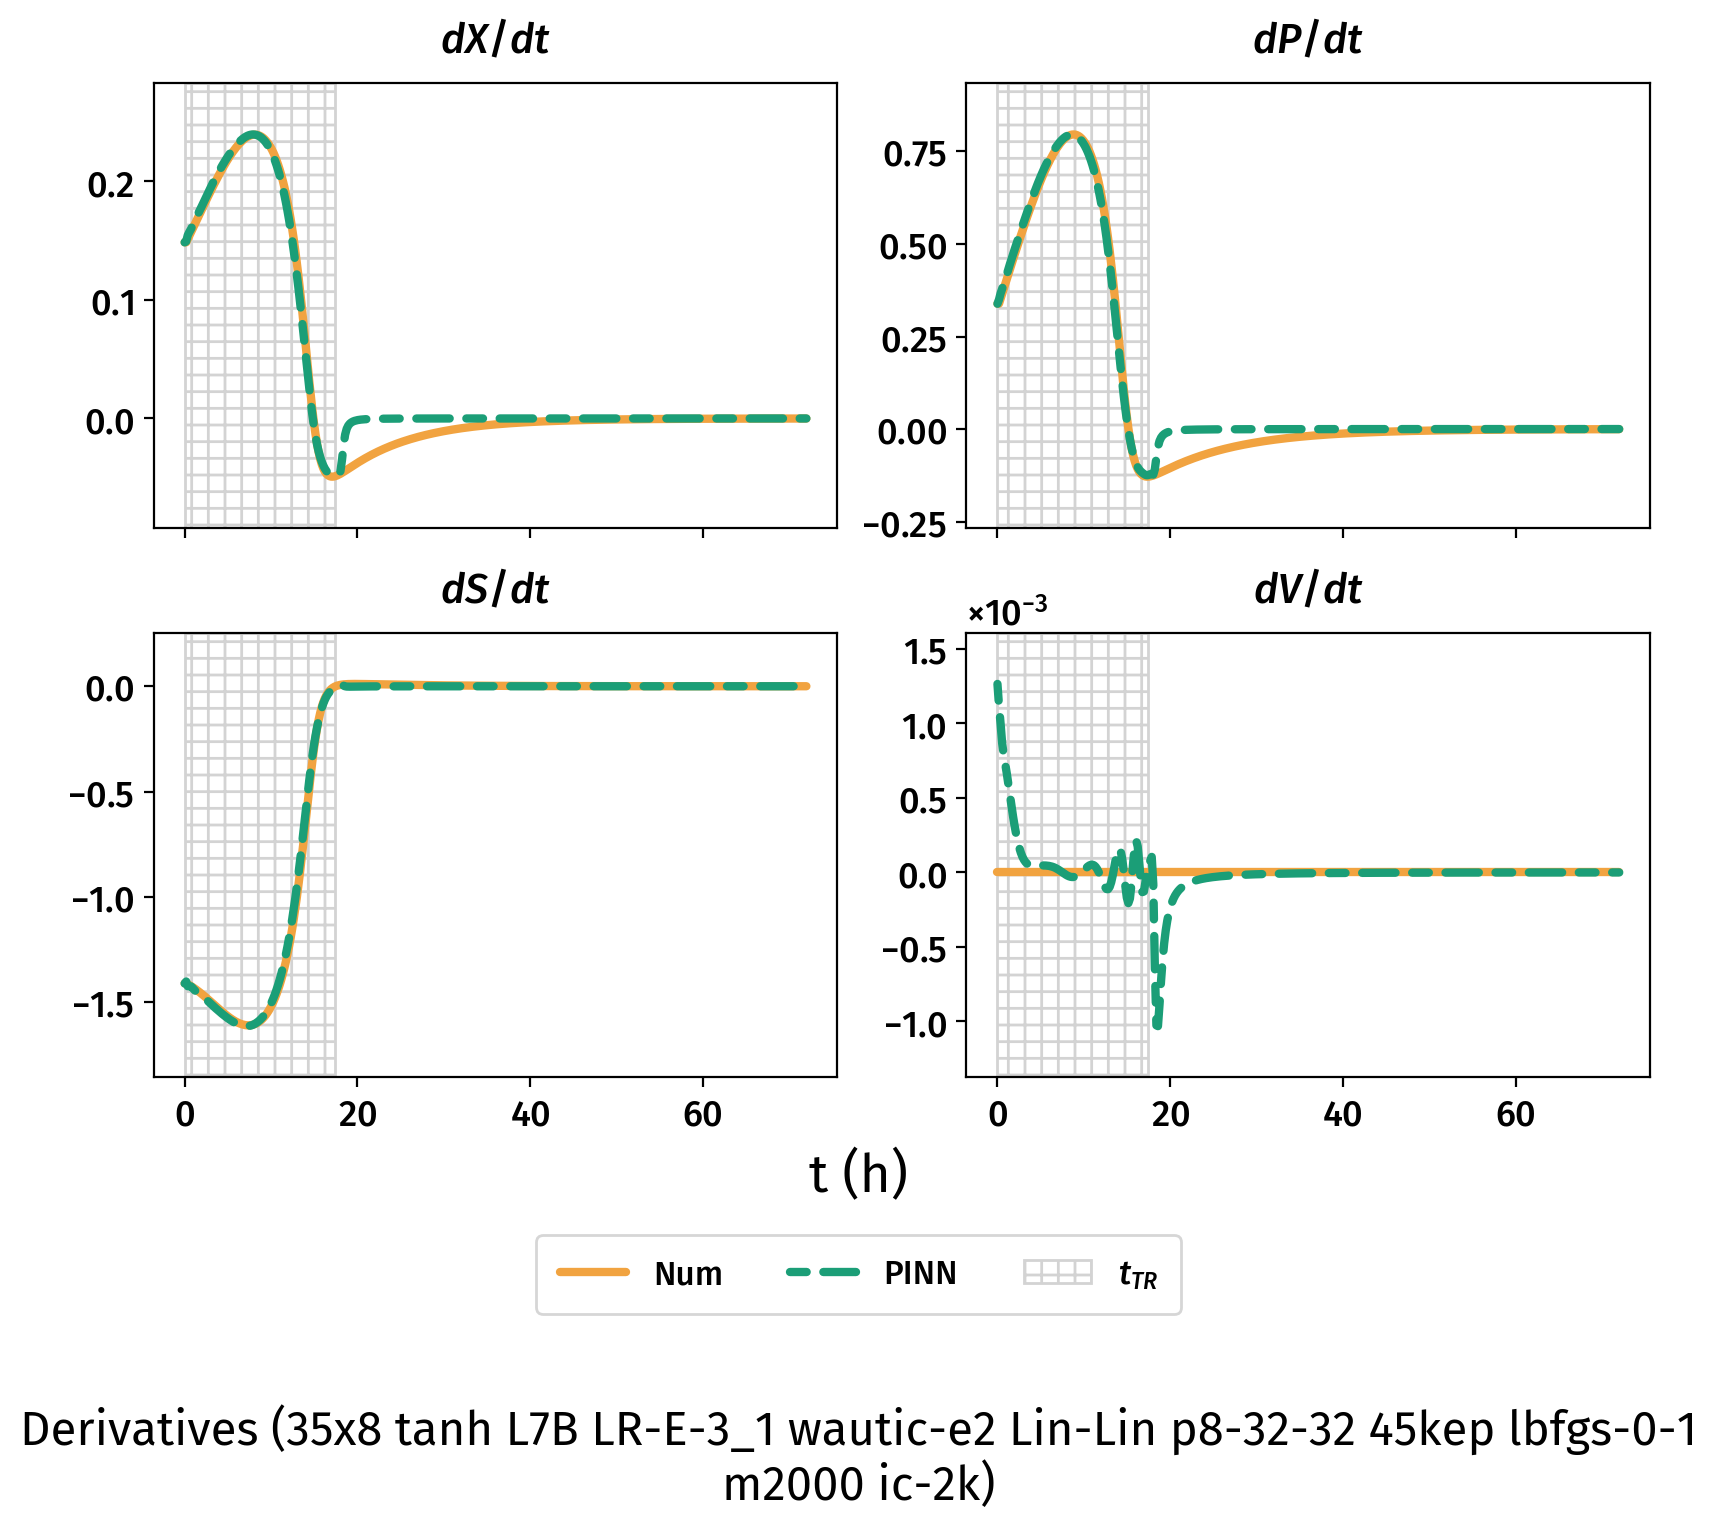 dX/dt
dP/dt
0.2
0.1
0.0
0.75
0.50
0.25
0.00
−0.25
dS/dt
dV/dt
×10⁻³
0.0
−0.5
−1.0
−1.5
1.5
1.0
0.5
0.0
−0.5
−1.0
0 20 40 60
0 20 40 60
t (h)
Num PINN t_TR
Derivatives (35x8 tanh L7B LR-E-3_1 wautic-e2 Lin-Lin p8-32-32 45kep lbfgs-0-1
m2000 ic-2k)